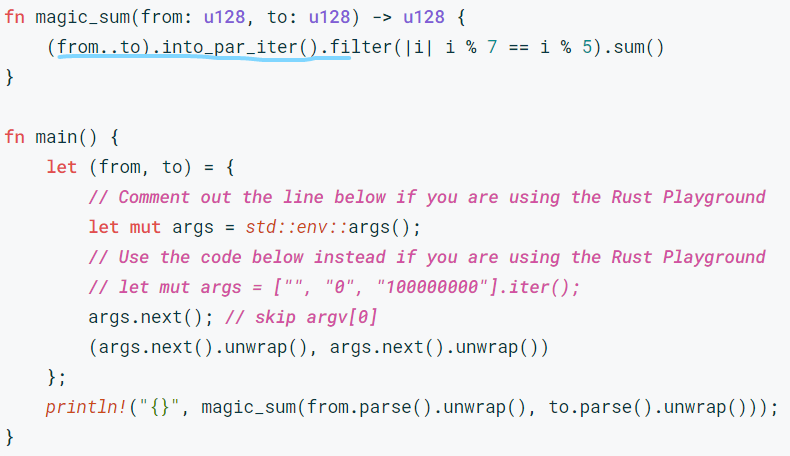 fn magic_sum(from: u128, to: u128) -> u128 {
    (from..to).into_par_iter().filter(|i| i % 7 == i % 5).sum()
}
fn main() {
    let (from, to) = {
        // Comment out the line below if you are using the Rust Playground
        let mut args = std::env::args();
        // Use the code below instead if you are using the Rust Playground
        // let mut args = ["", "0", "100000000"].iter();
        args.next(); // skip argv[0]
        (args.next().unwrap(), args.next().unwrap())
    };
    println!("{}", magic_sum(from.parse().unwrap(), to.parse().unwrap()));
}